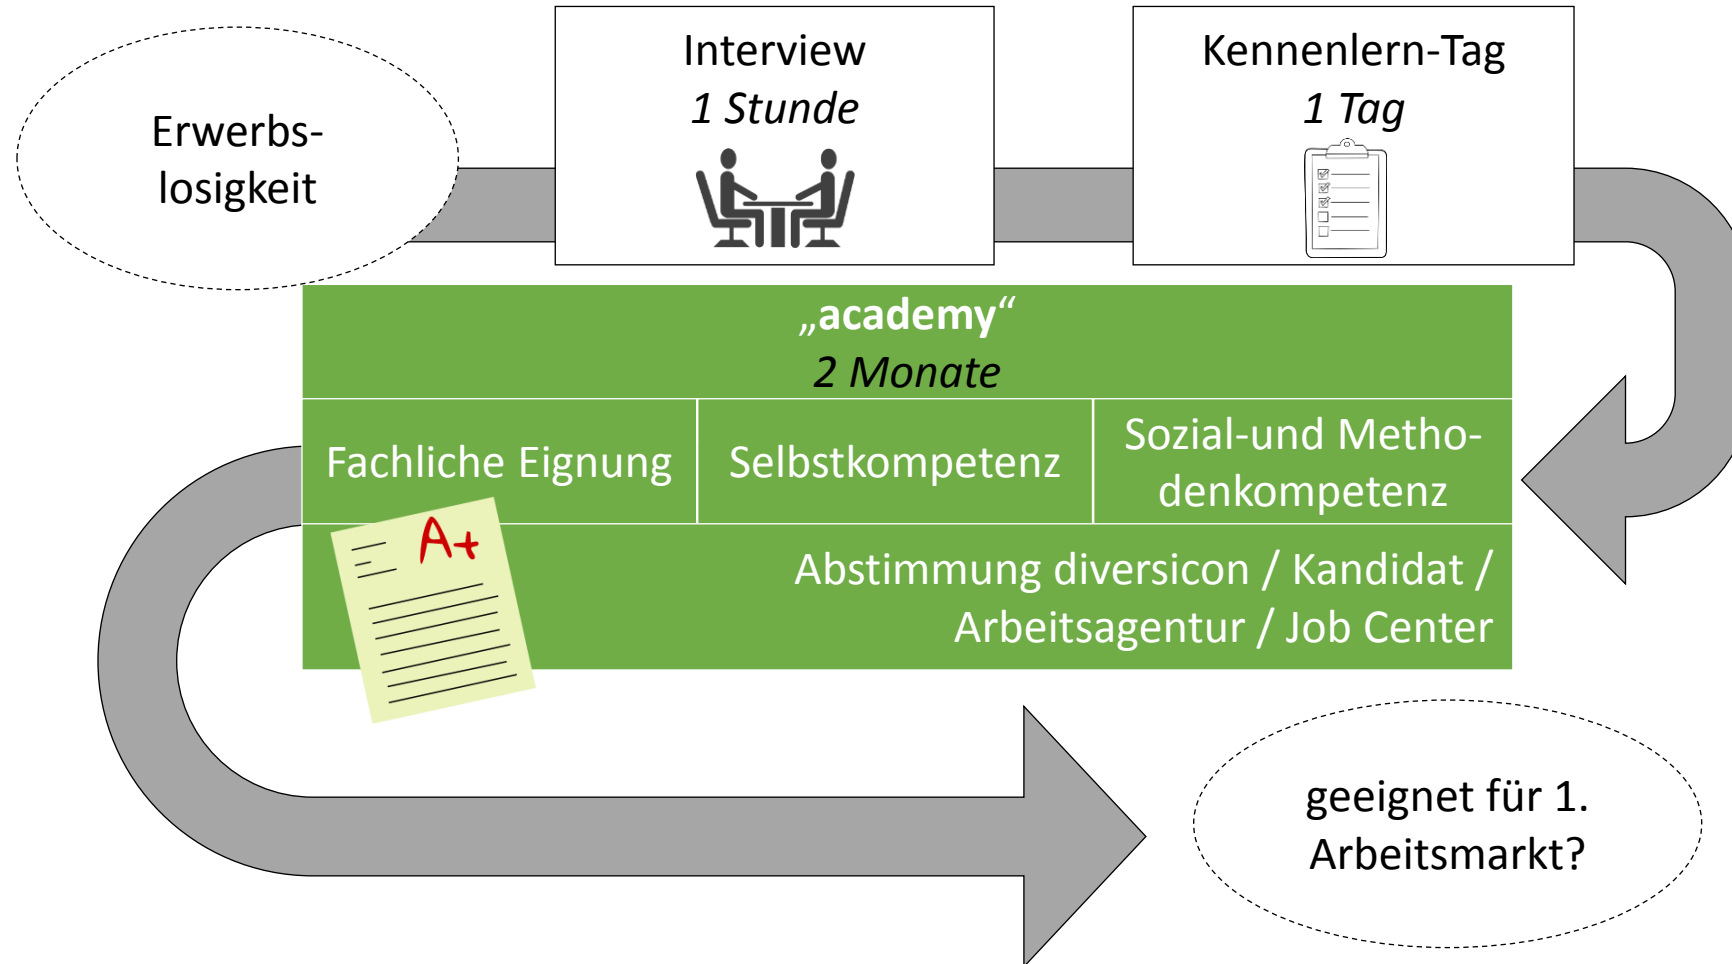 Erwerbs-
losigkeit
Interview
1 Stunde
Kennenlern-Tag
1 Tag
„academy“
2 Monate
Fachliche Eignung
Selbstkompetenz
Sozial-und Metho-
denkompetenz
A+
Abstimmung diversicon / Kandidat /
Arbeitsagentur / Job Center
geeignet für 1.
Arbeitsmarkt?